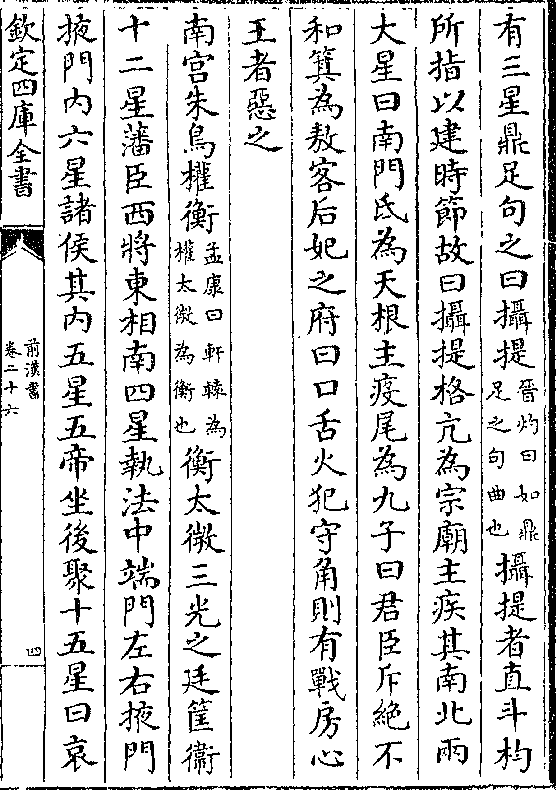 有三星鼎足句之曰攝提晉灼曰如鼎足之句曲也攝提者直斗杓
所指以建時節故曰攝提格亢為宗廟主疾其南北兩
大星曰南門氐為天根主疫尾為九子曰君臣斥絶不
和箕為敖客后妃之府曰口舌火犯守角則有戰房心
王者惡之
南宫朱鳥權衡孟康曰軒轅為權太微為衡也衡太微三光之廷筐衞
十二星藩臣西將東相南四星執法中端門左右掖門
掖門内六星諸侯其内五星五帝坐後聚十五星曰哀
欽定四庫全書
前漢書
卷二十六
四